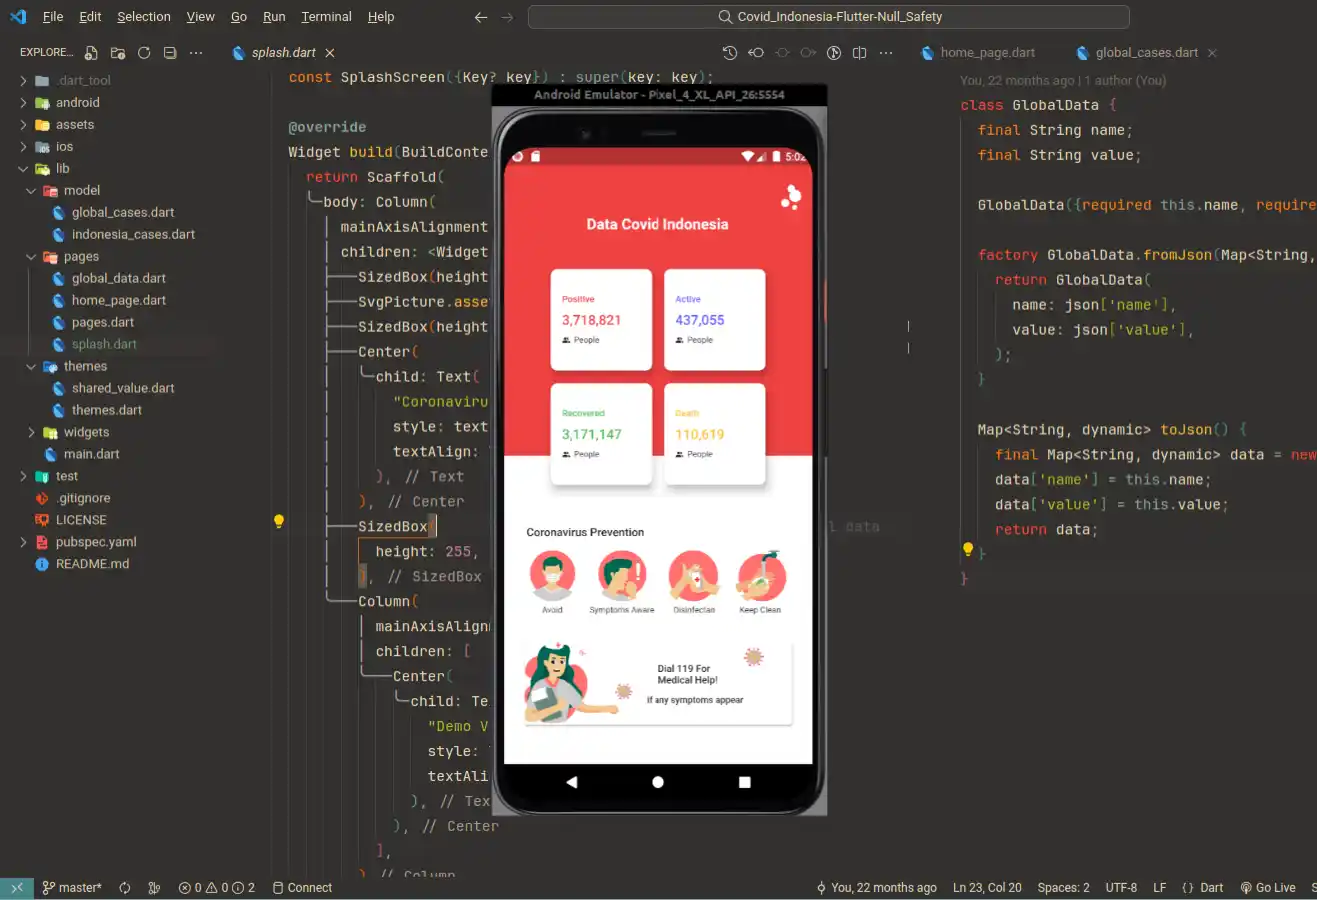 File Edit Selection View Go Run Terminal Help
Covid_Indonesia-Flutter-Null_Safety
EXPLORE...
.dart_tool
android
assets
ios
lib
model
global_cases.dart
indonesia_cases.dart
pages
global_data.dart
home_page.dart
pages.dart
splash.dart
themes
shared_value.dart
themes.dart
widgets
main.dart
test
.gitignore
LICENSE
pubspec.yaml
README.md
splash.dart
const SplashScreen({Key? key}) : super(key: key);
@override
Widget build(BuildConte
return Scaffold(
body: Column(
mainAxisAlignment
children: <Widget
SizedBox(height
SvgPicture.asse
SizedBox(height
Center(
child: Text(
"Coronaviru
style: text
textAlign:
), // Text
), // Center
SizedBox(
height: 255,
), // SizedBox
Column(
mainAxisAlign
children: [
Center(
child: Te
"Demo V
style:
textAli
), // Tex
), // Center
],
) // Column
data
Android Emulator - Pixel_4_XL_API_26:5554
5:02
Data Covid Indonesia
Positive
3,718,821
People
Active
437,055
People
Recovered
3,171,147
People
Death
110,619
People
Coronavirus Prevention
Avoid
Symptoms Aware
Disinfectan
Keep Clean
Dial 119 For
Medical Help!
if any symptoms appear
home_page.dart
global_cases.dart
You, 22 months ago | 1 author (You)
class GlobalData {
final String name;
final String value;
GlobalData({required this.name, require
factory GlobalData.fromJson(Map<String,
return GlobalData(
name: json['name'],
value: json['value'],
);
}
Map<String, dynamic> toJson() {
final Map<String, dynamic> data = new
data['name'] = this.name;
data['value'] = this.value;
return data;
}
}
master*
0 0 2
Connect
You, 22 months ago
Ln 23, Col 20
Spaces: 2
UTF-8
LF
{ } Dart
Go Live